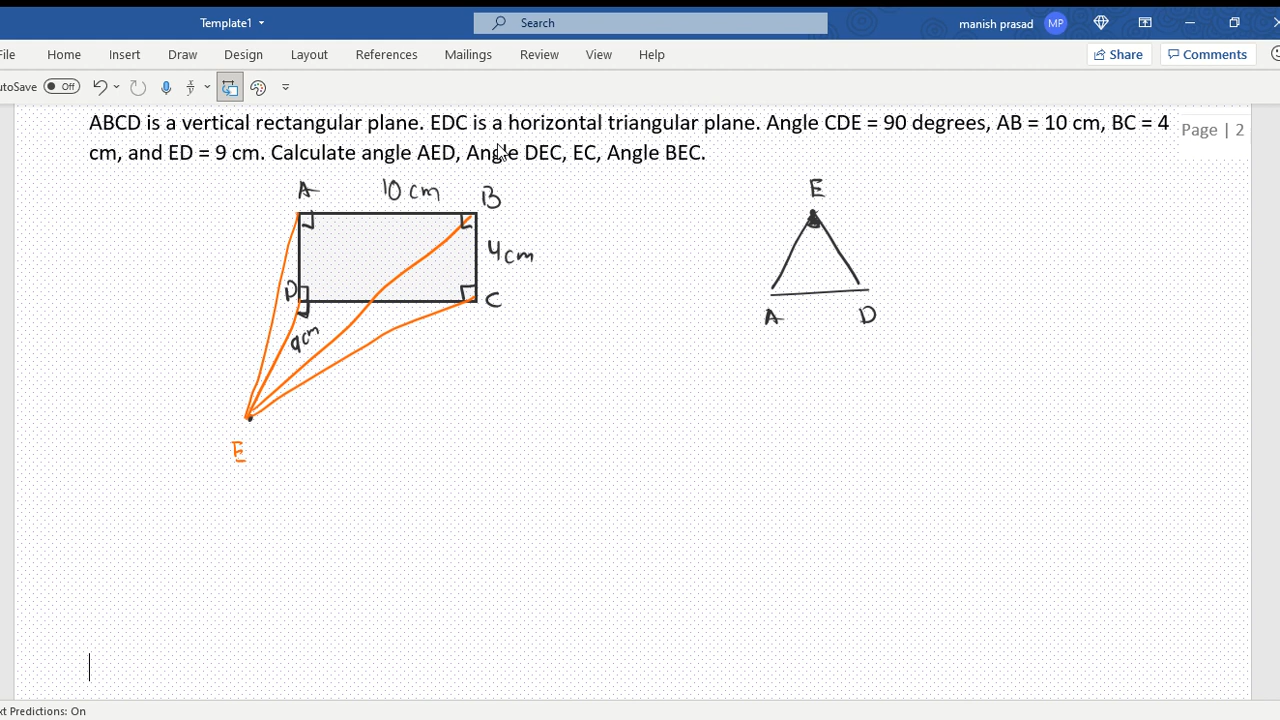 Template1
Search
manish prasad
MP
File
Home
Insert
Draw
Design
Layout
References
Mailings
Review
View
Help
Share
Comments
utoSave
Off
x/y
ABCD is a vertical rectangular plane. EDC is a horizontal triangular plane. Angle CDE = 90 degrees, AB = 10 cm, BC = 4
cm, and ED = 9 cm. Calculate angle AED, Angle DEC, EC, Angle BEC.
Page | 2
A 10 cm B
4cm
D C
9cm
E
E
A D
xt Predictions: On